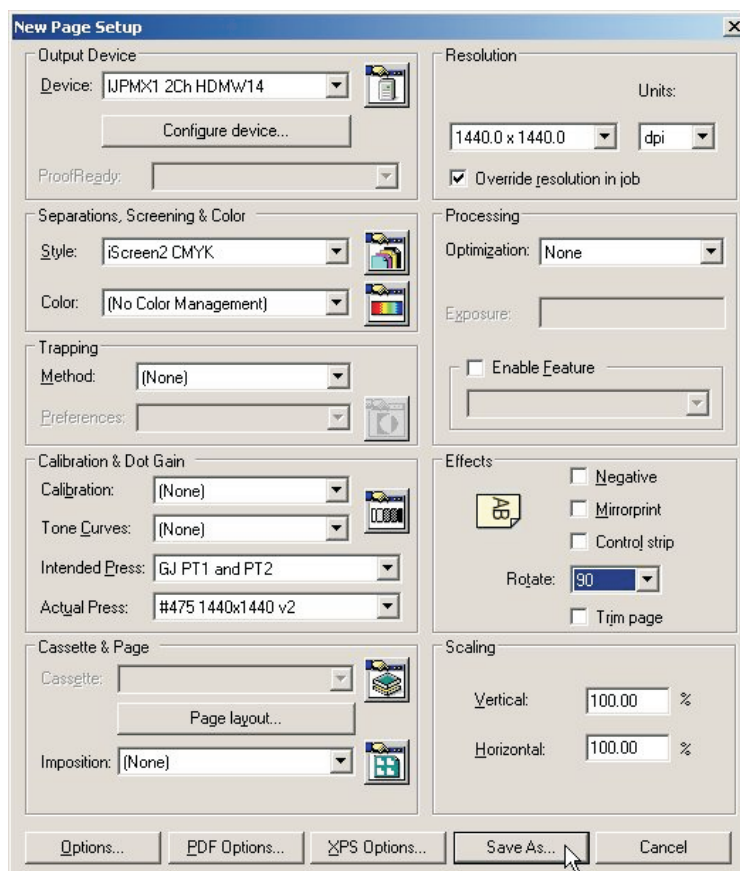 New Page Setup
Output Device
Device: IJPMX1 2Ch HDMW14
Configure device...
ProofReady:
Separations, Screening & Color
Style: iScreen2 CMYK
Color: (No Color Management)
Trapping
Method: (None)
Preferences:
Calibration & Dot Gain
Calibration: (None)
Tone Curves: (None)
Intended Press: GJ PT1 and PT2
Actual Press: #475 1440x1440 v2
Cassette & Page
Cassette:
Page layout...
Imposition: (None)
Resolution
Units:
1440.0 x 1440.0 dpi
Override resolution in job
Processing
Optimization: None
Exposure:
Enable Feature
Effects
AB
Negative
Mirrorprint
Control strip
Rotate: 90
Trim page
Scaling
Vertical: 100.00 %
Horizontal: 100.00 %
Options... PDF Options... XPS Options... Save As... Cancel